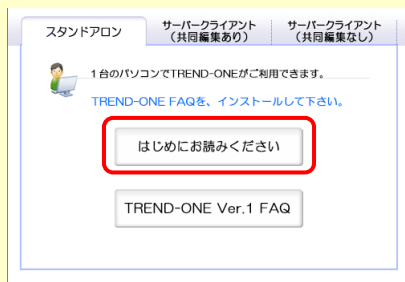 スタンドアロン
サーバークライアント
（共同編集あり）
サーバークライアント
（共同編集なし）
1台のパソコンでTREND-ONEがご利用できます。
TREND-ONE FAQを、インストールして下さい。
はじめにお読みください
TREND-ONE Ver.1 FAQ